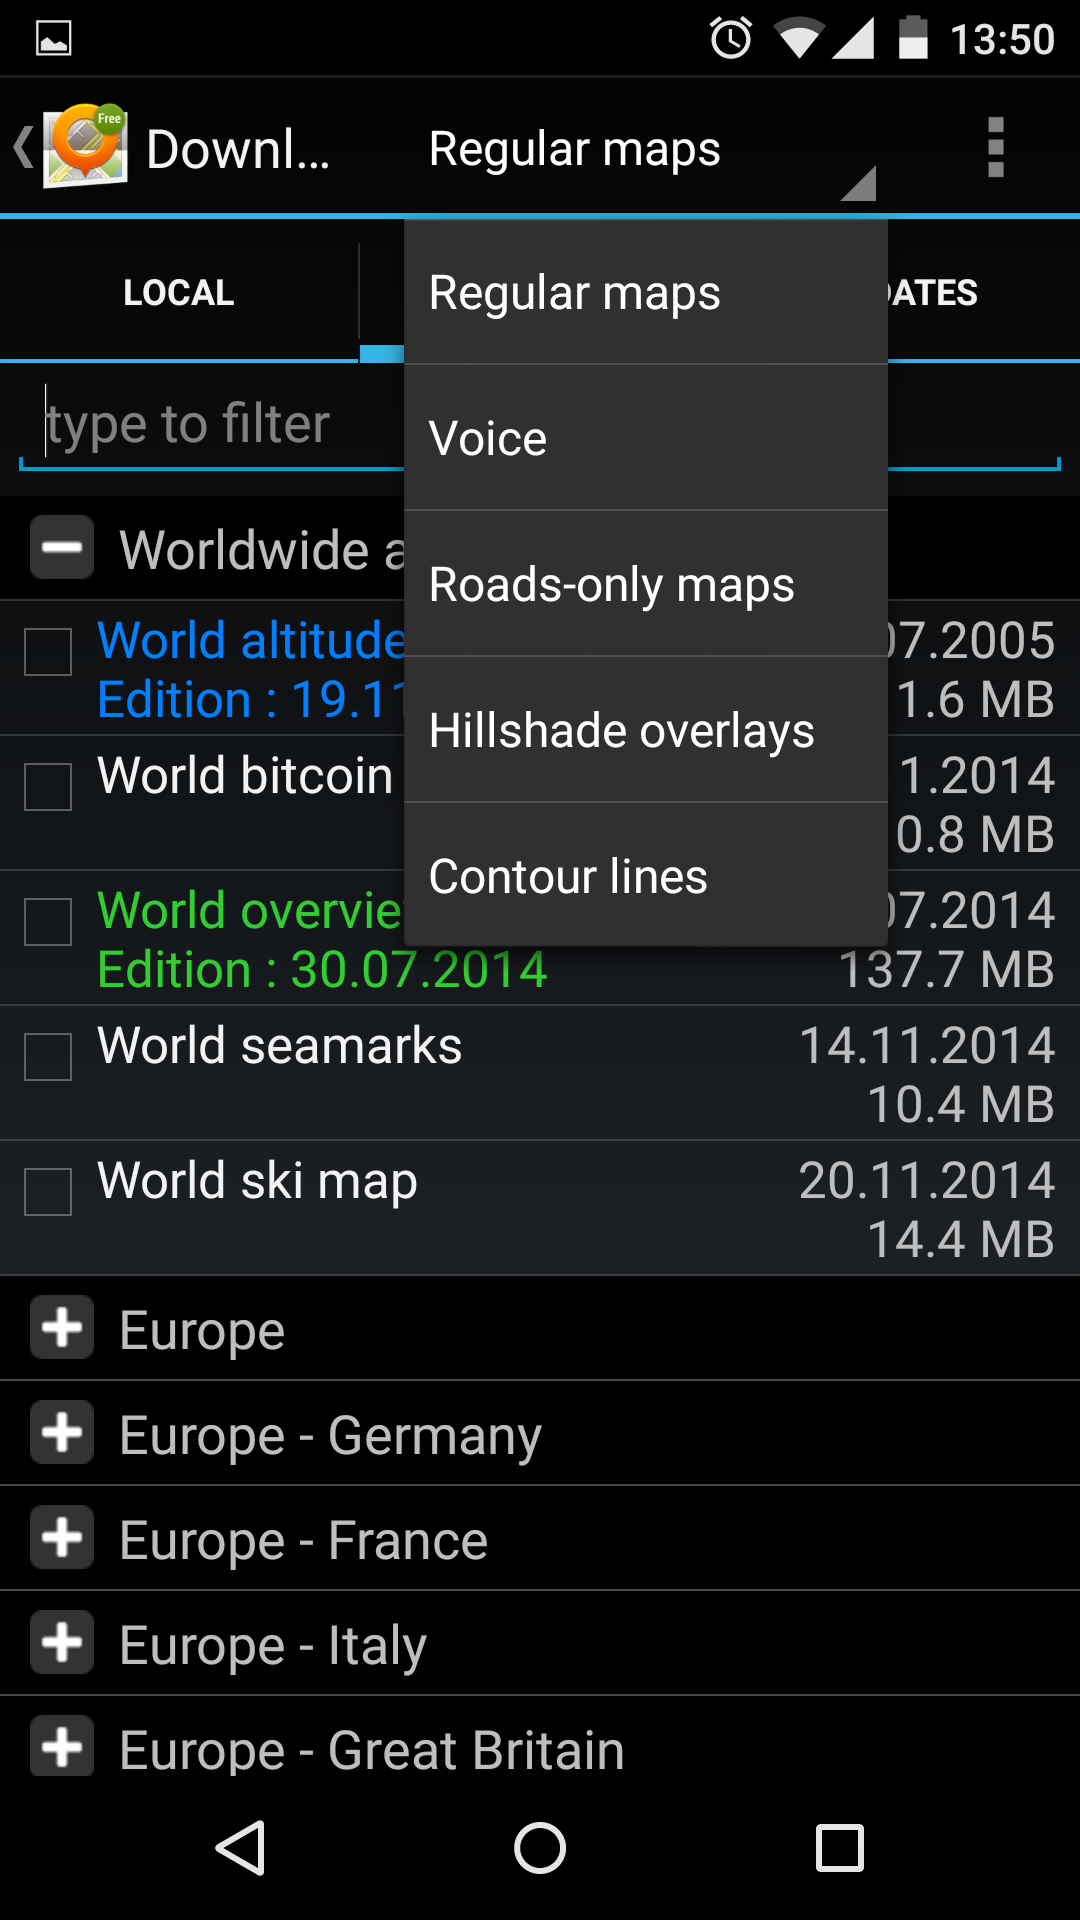 13:50
Free
Downl...
Regular maps
LOCAL
DATES
Regular maps
type to filter
Voice
Worldwide a
Roads-only maps
World altitude
07.2005
Edition : 19.11
1.6 MB
Hillshade overlays
World bitcoin
1.2014
0.8 MB
Contour lines
World overvie
07.2014
Edition : 30.07.2014
137.7 MB
World seamarks
14.11.2014
10.4 MB
World ski map
20.11.2014
14.4 MB
Europe
Europe - Germany
Europe - France
Europe - Italy
Europe - Great Britain